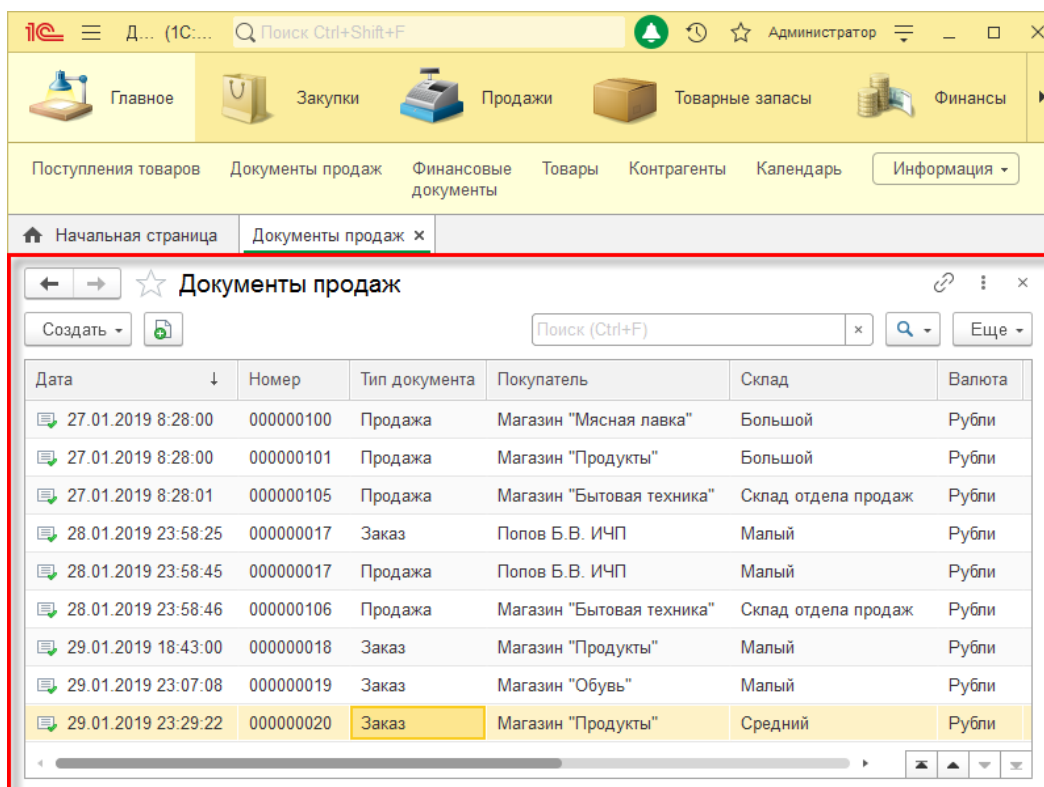 1С Д... (1С:... Поиск Ctrl+Shift+F Администратор
Главное Закупки Продажи Товарные запасы Финансы
Поступления товаров Документы продаж Финансовые документы Товары Контрагенты Календарь Информация
Начальная страница Документы продаж
Документы продаж
Создать Поиск (Ctrl+F) Еще
Дата Номер Тип документа Покупатель Склад Валюта
27.01.2019 8:28:00 000000100 Продажа Магазин "Мясная лавка" Большой Рубли
27.01.2019 8:28:00 000000101 Продажа Магазин "Продукты" Большой Рубли
27.01.2019 8:28:01 000000105 Продажа Магазин "Бытовая техника" Склад отдела продаж Рубли
28.01.2019 23:58:25 000000017 Заказ Попов Б.В. ИЧП Малый Рубли
28.01.2019 23:58:45 000000017 Продажа Попов Б.В. ИЧП Малый Рубли
28.01.2019 23:58:46 000000106 Продажа Магазин "Бытовая техника" Склад отдела продаж Рубли
29.01.2019 18:43:00 000000018 Заказ Магазин "Продукты" Малый Рубли
29.01.2019 23:07:08 000000019 Заказ Магазин "Обувь" Малый Рубли
29.01.2019 23:29:22 000000020 Заказ Магазин "Продукты" Средний Рубли